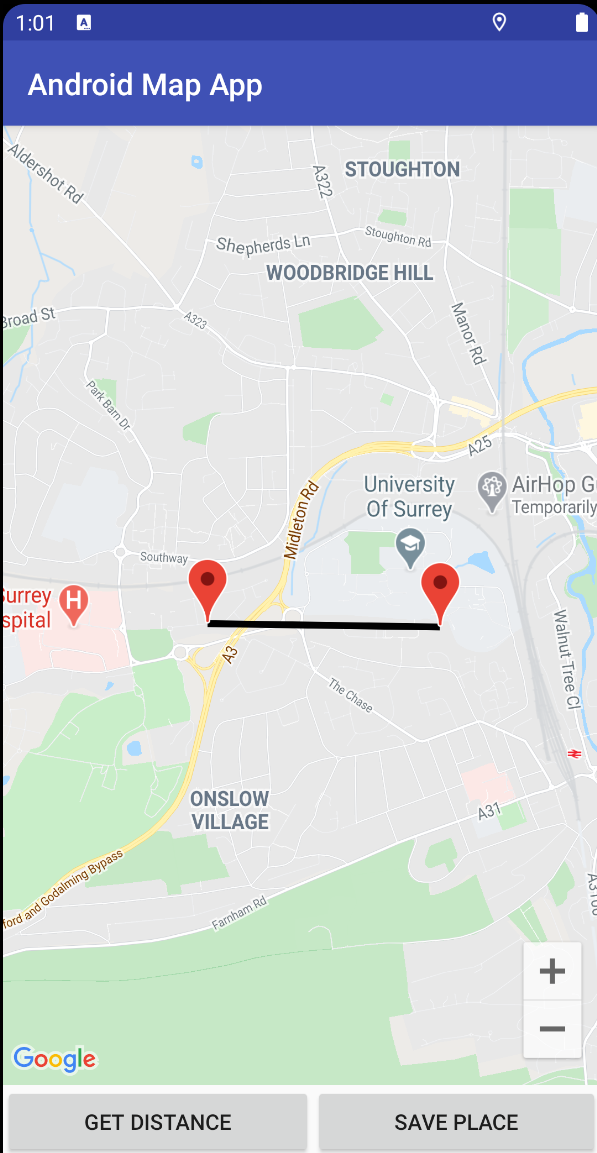 1:01 A
Android Map App
Aldershot Rd
STOUGHTON
A322
Shepherds Ln
Stoughton Rd
WOODBRIDGE HILL
Broad St
A323
Manor Rd
Park Barn Dr
A25
Midleton Rd
University
Of Surrey
AirHop G
Temporarily
Southway
Surrey
spital
H
A3
Walnut Tree Cl
The Chase
ONSLOW
VILLAGE
A31
ford and Godalming Bypass
A3100
Farnham Rd
+
−
Google
GET DISTANCE
SAVE PLACE